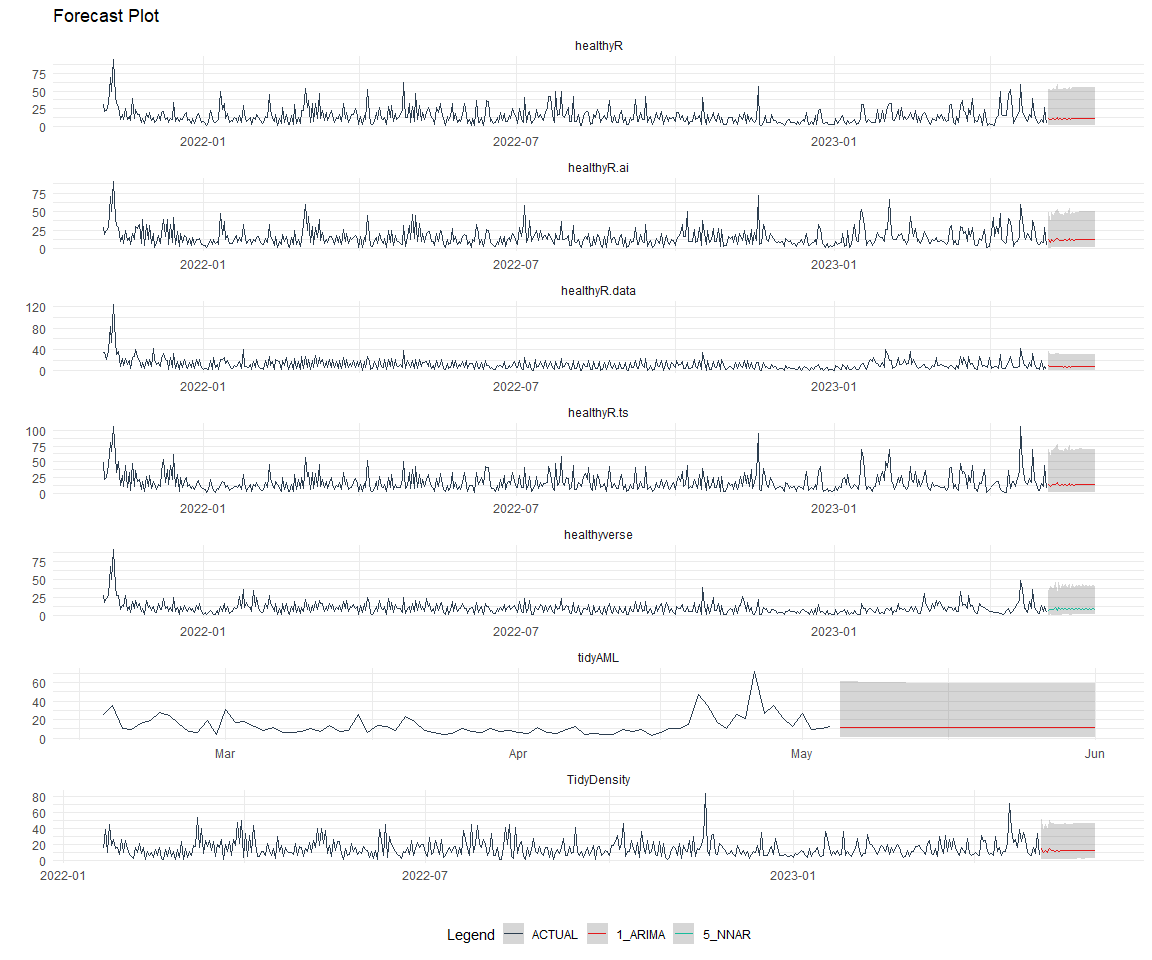 Forecast Plot
healthyR
75
50
25
0
2022-01 2022-07 2023-01
healthyR.ai
75
50
25
0
2022-01 2022-07 2023-01
healthyR.data
120
80
40
0
2022-01 2022-07 2023-01
healthyR.ts
100
75
50
25
0
2022-01 2022-07 2023-01
healthyverse
75
50
25
0
2022-01 2022-07 2023-01
tidyAML
60
40
20
0
Mar Apr May Jun
TidyDensity
80
60
40
20
0
2022-01 2022-07 2023-01
Legend ACTUAL 1_ARIMA 5_NNAR